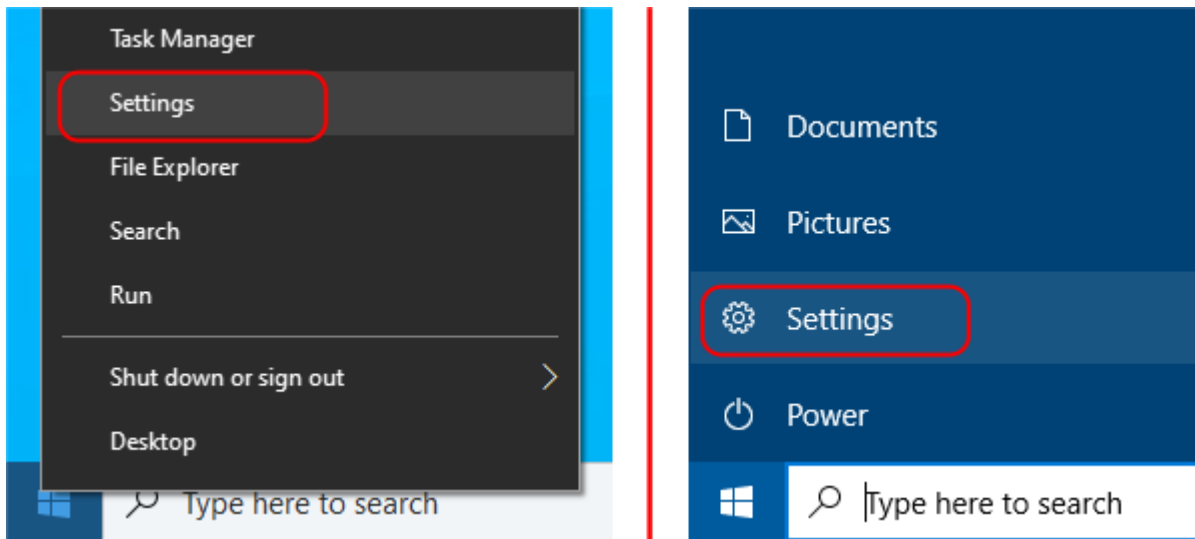 Task Manager
Settings
File Explorer
Search
Run
Shut down or sign out
Desktop
Type here to search
Documents
Pictures
Settings
Power
Type here to search